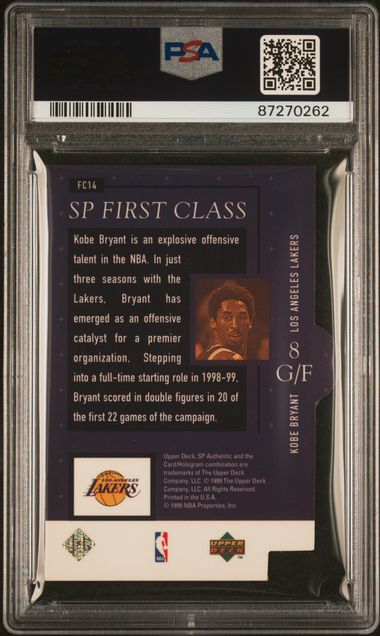 PSA
87270262
FC14
SP FIRST CLASS
Kobe Bryant is an explosive offensive
talent in the NBA. In just
three seasons with the
Lakers, Bryant has
emerged as an offensive
catalyst for a premier
organization. Stepping
into a full-time starting role in 1998-99,
Bryant scored in double figures in 20 of
the first 22 games of the campaign.
8
G/F
KOBE BRYANT LOS ANGELES LAKERS
LOS ANGELES
LAKERS
Upper Deck, SP Authentic and the
Card/Hologram combination are
trademarks of The Upper Deck
Company, LLC. © 1999 The Upper Deck
Company, LLC. All Rights Reserved.
Printed in the U.S.A.
© 1999 NBA Properties, Inc.
NBA
UPPER
DECK
TM